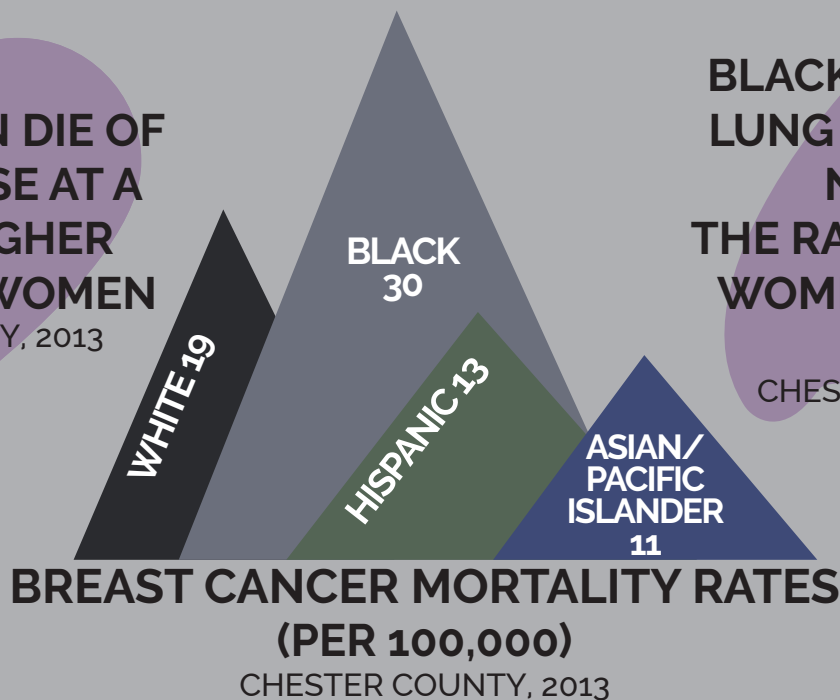 N DIE OF
SE AT A
GHER
WOMEN
Y, 2013
BLACK
LUNG
N
THE RA
WOM
CHES
BLACK
30
WHITE 19
HISPANIC 13
ASIAN/
PACIFIC
ISLANDER
11
BREAST CANCER MORTALITY RATES
(PER 100,000)
CHESTER COUNTY, 2013